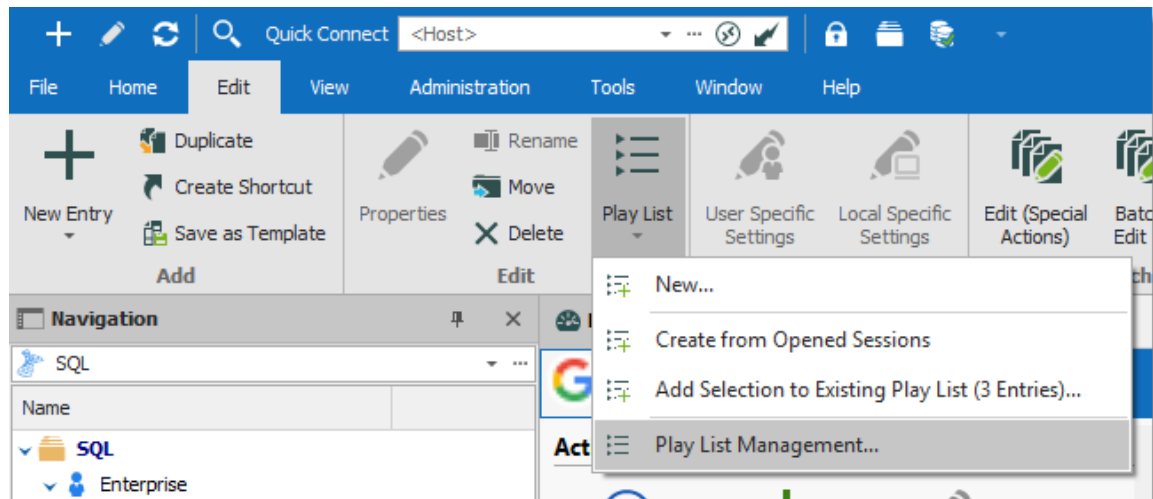 Quick Connect <Host>
File Home Edit View Administration Tools Window Help
New Entry
Duplicate
Create Shortcut
Save as Template
Add
Properties
Rename
Move
Delete
Edit
Play List
User Specific
Settings
Local Specific
Settings
Edit (Special
Actions)
Edit
New...
Create from Opened Sessions
Add Selection to Existing Play List (3 Entries)...
Play List Management...
Navigation
SQL
Name
SQL
Enterprise